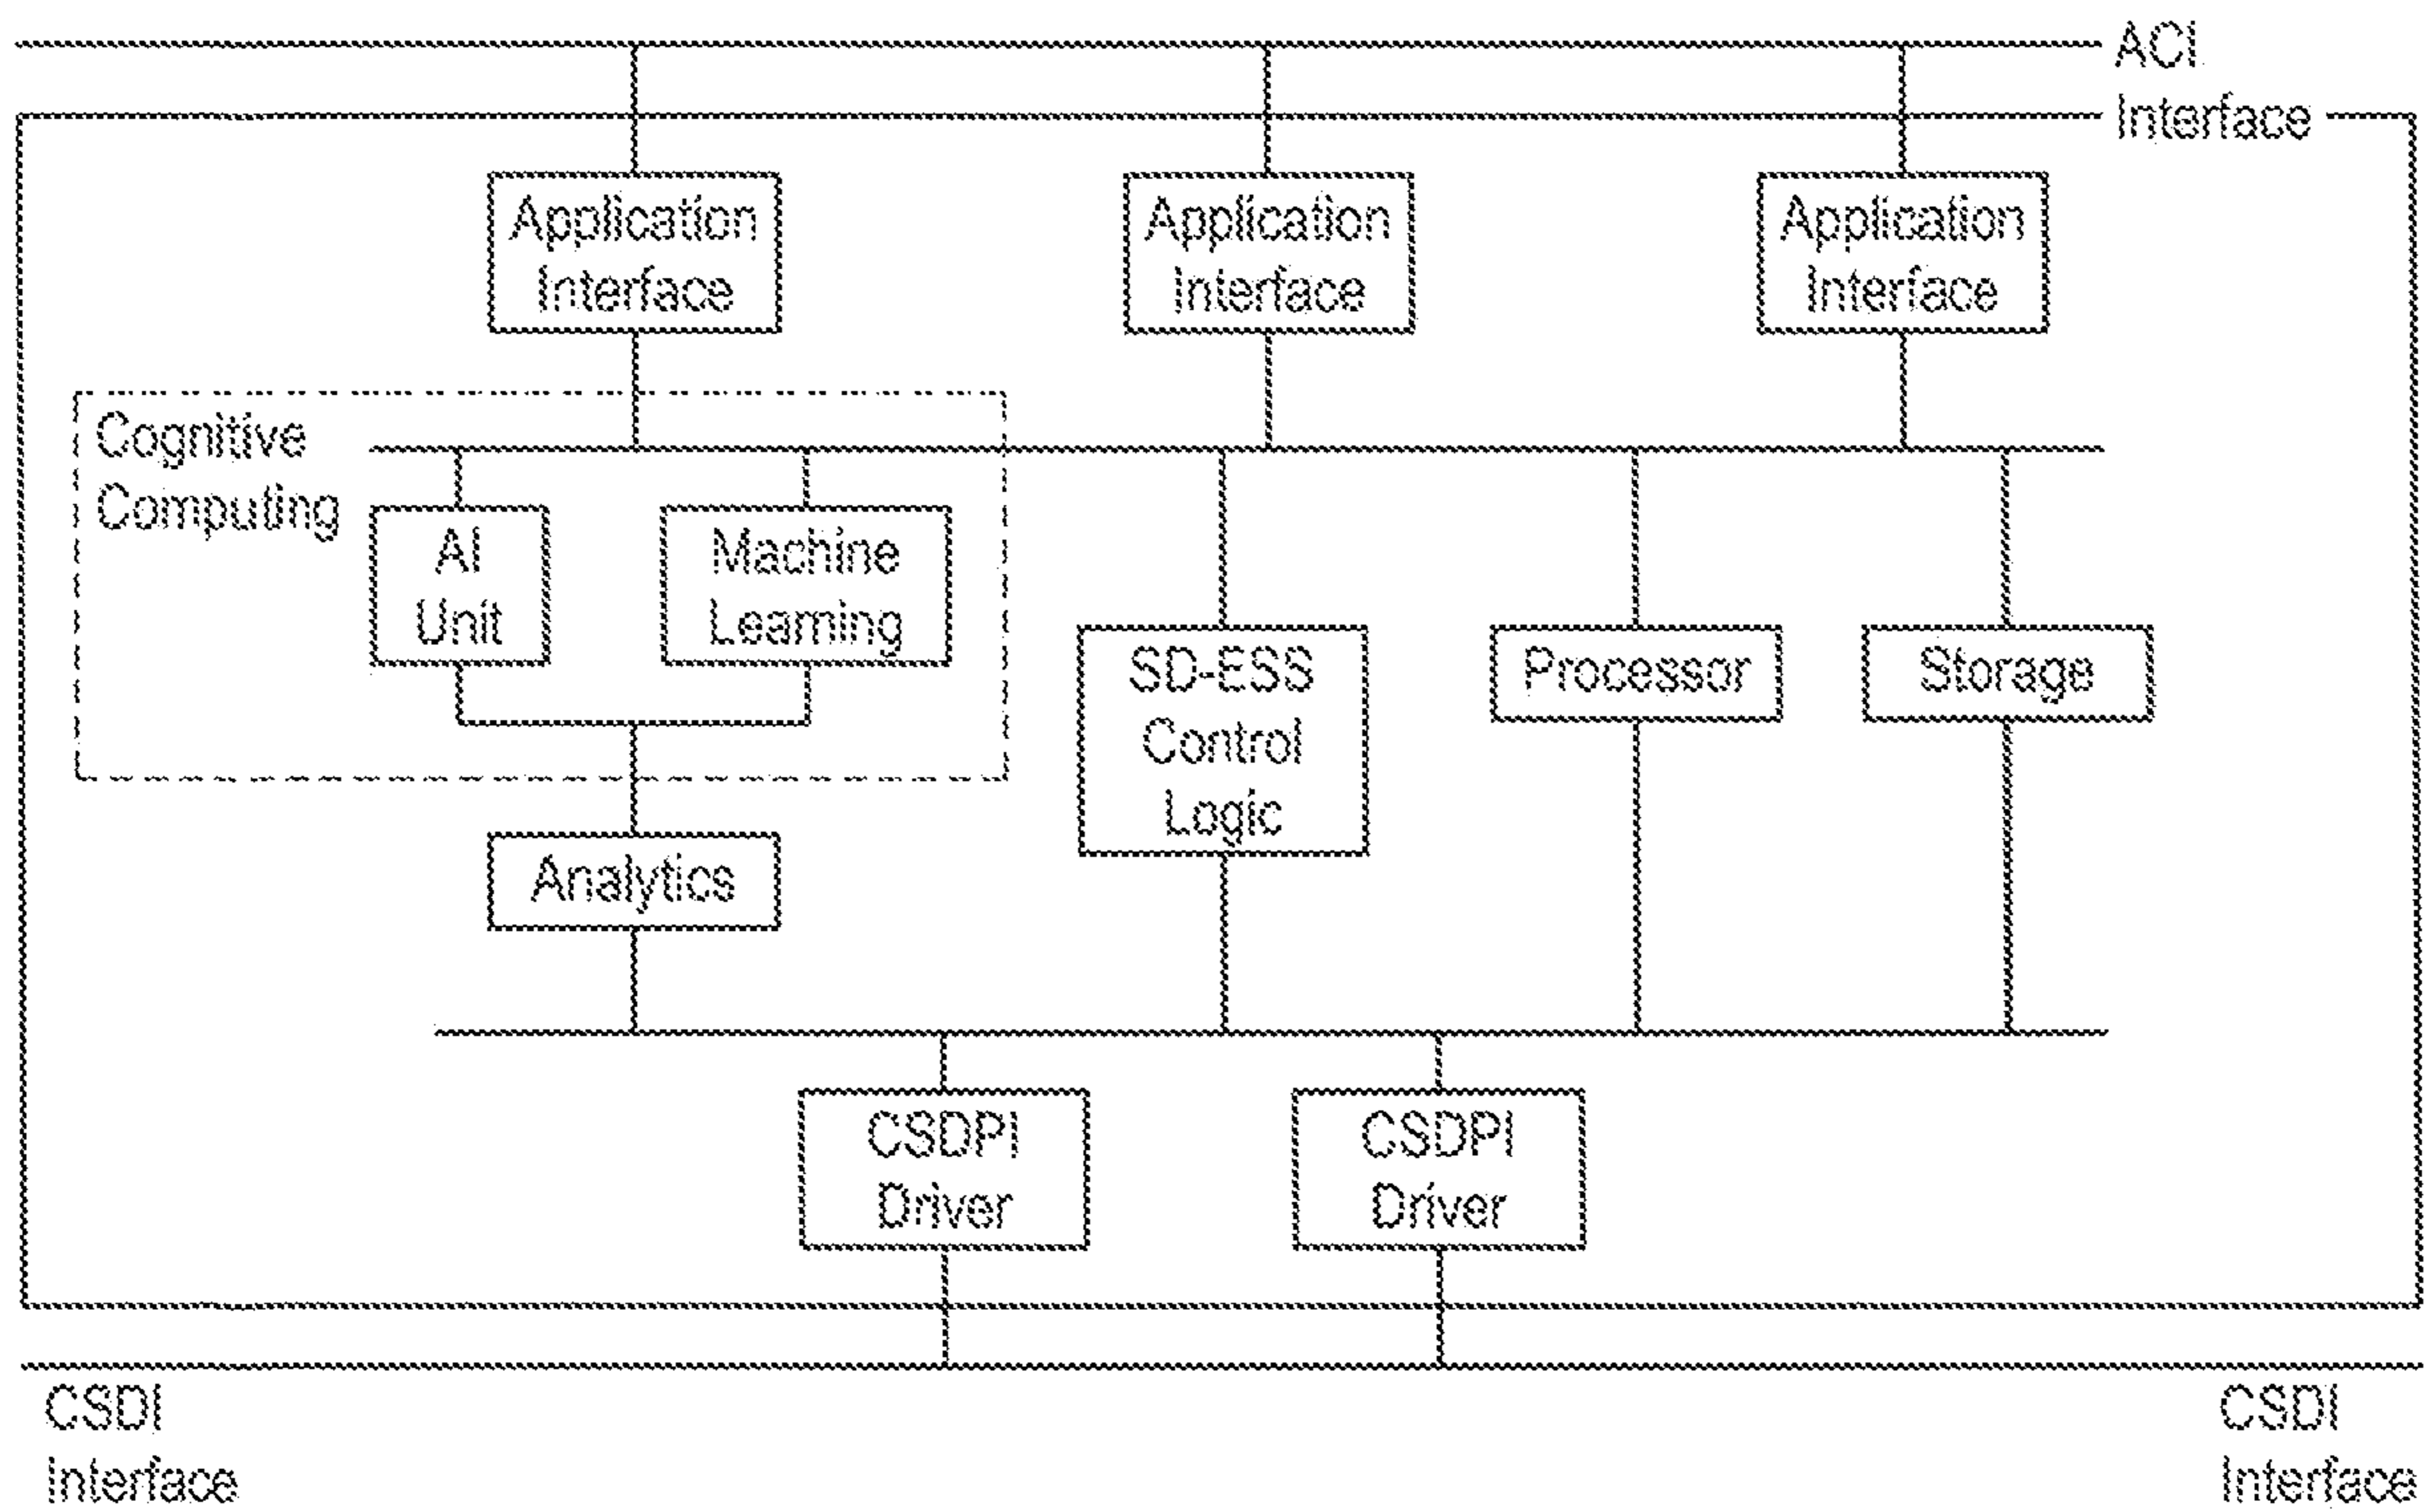 ACI
Interface
Application
Interface
Application
Interface
Application
Interface
Cognitive
Computing
AI
Unit
Machine
Learning
SD-ESS
Control
Logic
Processor
Storage
Analytics
CSDPI
Driver
CSDPI
Driver
CSDI
Interface
CSDI
Interface